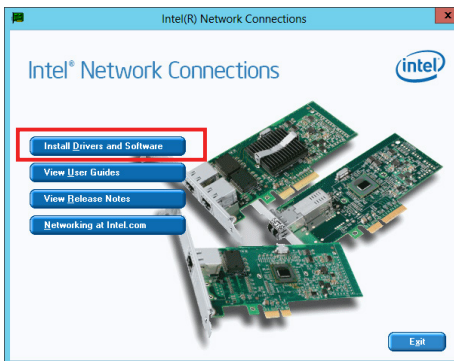 Intel(R) Network Connections
x
Intel® Network Connections
intel
Install Drivers and Software
View User Guides
View Release Notes
Networking at Intel.com
Exit